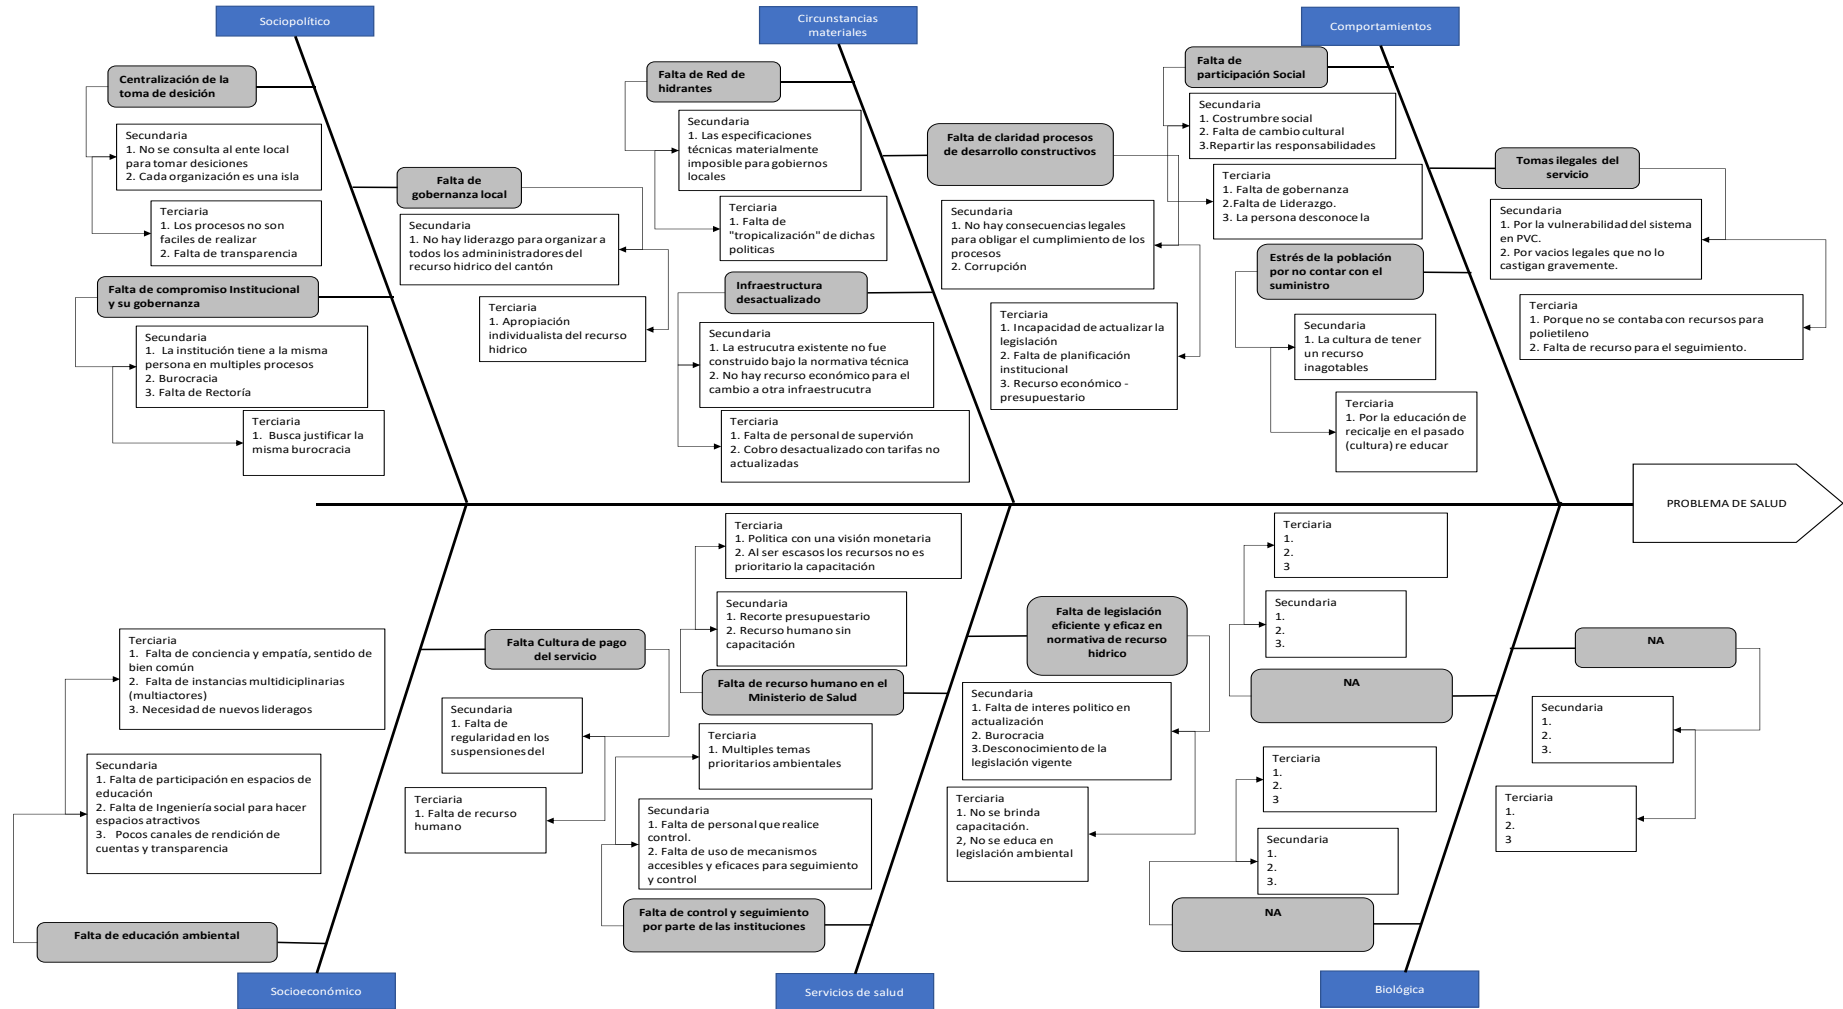 Sociopolítico
Centralización de la
toma de desición
Secundaria
1. No se consulta al ente local
para tomar desiciones
2. Cada organización es una isla
Terciaria
1. Los procesos no son
faciles de realizar
2. Falta de transparencia
Falta de
gobernanza local
Secundaria
1. No hay liderazgo para organizar a
todos los admininistradores del
recurso hidrico del cantón
Terciaria
1. Apropiación
individualista del recurso
hidrico
Falta de compromiso Institucional
y su gobernanza
Secundaria
1. La institución tiene a la misma
persona en multiples procesos
2. Burocracia
3. Falta de Rectoría
Terciaria
1. Busca justificar la
misma burocracia
Circunstancias
materiales
Falta de Red de
hidrantes
Secundaria
1. Las especificaciones
técnicas materialmente
imposible para gobiernos
locales
Terciaria
1. Falta de
"tropicalización" de dichas
politicas
Falta de claridad procesos
de desarrollo constructivos
Secundaria
1. No hay consecuencias legales
para obligar el cumplimiento de los
procesos
2. Corrupción
Terciaria
1. Incapacidad de actualizar la
legislación
2. Falta de planificación
institucional
3. Recurso económico -
presupuestario
Infraestructura
desactualizado
Secundaria
1. La estrucutra existente no fue
construido bajo la normativa técnica
2. No hay recurso económico para el
cambio a otra infraestrucutra
Terciaria
1. Falta de personal de supervión
2. Cobro desactualizado con tarifas no
actualizadas
Comportamientos
Falta de
participación Social
Secundaria
1. Costrumbre social
2. Falta de cambio cultural
3.Repartir las responsabilidades
Terciaria
1. Falta de gobernanza
2.Falta de Liderazgo.
3. La persona desconoce la
Tomas ilegales del
servicio
Secundaria
1. Por la vulnerabilidad del sistema
en PVC.
2. Por vacios legales que no lo
castigan gravemente.
Terciaria
1. Porque no se contaba con recursos para
polietileno
2. Falta de recurso para el seguimiento.
Estrés de la población
por no contar con el
suministro
Secundaria
1. La cultura de tener
un recurso
inagotables
Terciaria
1. Por la educación de
recicalje en el pasado
(cultura) re educar
PROBLEMA DE SALUD
Terciaria
1. Falta de conciencia y empatía, sentido de
bien común
2. Falta de instancias multidiciplinarias
(multiactores)
3. Necesidad de nuevos lideragos
Secundaria
1. Falta de participación en espacios de
educación
2. Falta de Ingeniería social para hacer
espacios atractivos
3. Pocos canales de rendición de
cuentas y transparencia
Falta de educación ambiental
Falta Cultura de pago
del servicio
Secundaria
1. Falta de
regularidad en los
suspensiones del
Terciaria
1. Falta de recurso
humano
Socioeconómico
Terciaria
1. Politica con una visión monetaria
2. Al ser escasos los recursos no es
prioritario la capacitación
Secundaria
1. Recorte presupuestario
2. Recurso humano sin
capacitación
Falta de recurso humano en el
Ministerio de Salud
Terciaria
1. Multiples temas
prioritarios ambientales
Secundaria
1. Falta de personal que realice
control.
2. Falta de uso de mecanismos
accesibles y eficaces para seguimiento
y control
Falta de control y seguimiento
por parte de las instituciones
Falta de legislación
eficiente y eficaz en
normativa de recurso
hidrico
Secundaria
1. Falta de interes politico en
actualización
2. Burocracia
3.Desconocimiento de la
legislación vigente
Terciaria
1. No se brinda
capacitación.
2, No se educa en
legislación ambiental
Servicios de salud
Terciaria
1.
2.
3
Secundaria
1.
2.
3.
NA
Terciaria
1.
2.
3
Secundaria
1.
2.
3.
NA
NA
Secundaria
1.
2.
3.
Terciaria
1.
2.
3
Biológica